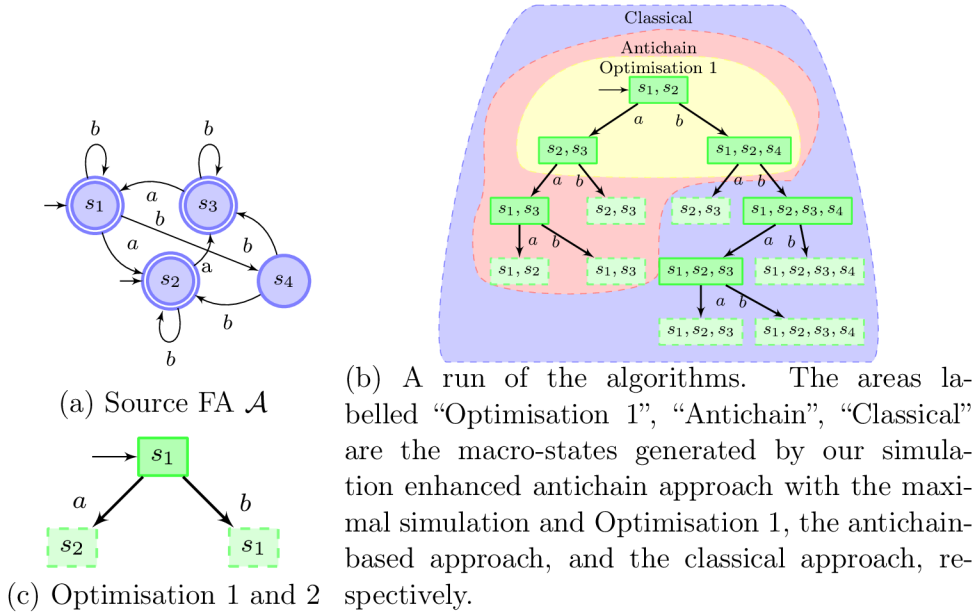 Classical
Antichain
Optimisation 1
s1, s2
a b
s2, s3
s1, s2, s4
a b
a b
s1, s3
s2, s3
s2, s3
s1, s2, s3, s4
a b
a b
s1, s2
s1, s3
s1, s2, s3
s1, s2, s3, s4
a b
s1, s2, s3
s1, s2, s3, s4
b
b
s1
a
s3
b
a
a
b
s2
s4
b
b
(a) Source FA A
s1
a
b
s2
s1
(c) Optimisation 1 and 2
(b) A run of the algorithms. The areas la-
belled “Optimisation 1”, “Antichain”, “Classical”
are the macro-states generated by our simu-
lation enhanced antichain approach with the maxi-
mal simulation and Optimisation 1, the antichain-
based approach, and the classical approach, re-
spectively.